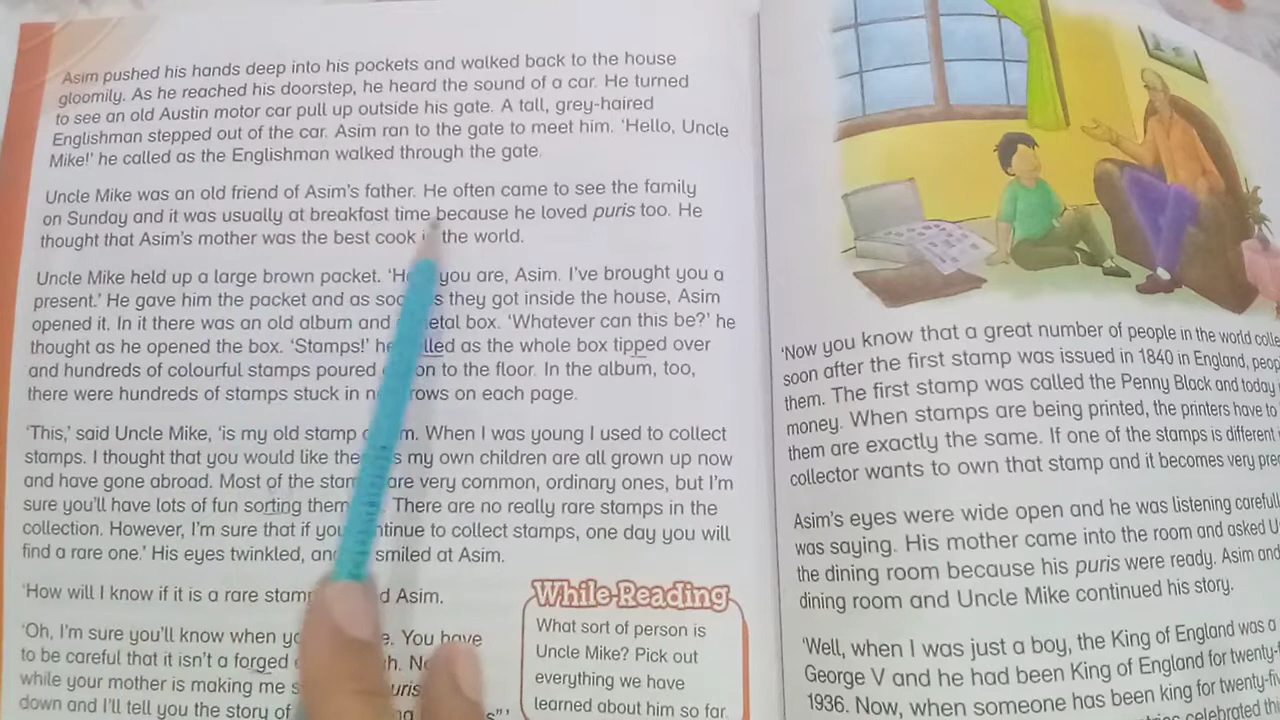 Asim pushed his hands deep into his pockets and walked back to the house
gloomily. As he reached his doorstep, he heard the sound of a car. He turned
to see an old Austin motor car pull up outside his gate. A tall, grey-haired
Englishman stepped out of the car. Asim ran to the gate to meet him. 'Hello, Uncle
Mike!' he called as the Englishman walked through the gate.
Uncle Mike was an old friend of Asim's father. He often came to see the family
on Sunday and it was usually at breakfast time because he loved puris too. He
thought that Asim's mother was the best cook the world.
Uncle Mike held up a large brown packet. you are, Asim. I've brought you a
present.' He gave him the packet and as they got inside the house, Asim
opened it. In it there was an old album and box. 'Whatever can this be?' he
thought as he opened the box. 'Stamps!' as the whole box tipped over
and hundreds of colourful stamps poured to the floor. In the album, too,
there were hundreds of stamps stuck in rows on each page.
'This,' said Uncle Mike, 'is my old stamp When I was young I used to collect
stamps. I thought that you would like my own children are all grown up now
and have gone abroad. Most of the are very common, ordinary ones, but I'm
sure you'll have lots of fun sorting There are no really rare stamps in the
collection. However, I'm sure that if you stamps, one day you will
find a rare one.' His eyes twinkled, smiled at Asim.
'How will I know if it is a rare Asim.
'Oh, I'm sure you'll know when You have
to be careful that it isn't a forged
while your mother is making me
down and I'll tell you the story of
While-Reading
What sort of person is
Uncle Mike? Pick out
everything we have
learned about him so far.
'Now you know that a great number of people in the world
soon after the first stamp was issued in 1840 in England,
them. The first stamp was called the Penny Black and today
money. When stamps are being printed, the printers have to
them are exactly the same. If one of the stamps is different
collector wants to own that stamp and it becomes very
Asim's eyes were wide open and he was listening
was saying. His mother came into the room and asked
the dining room because his puris were ready. Asim and
dining room and Uncle Mike continued his story.
'Well, when I was just a boy, the King of England was a
George V and he had been King of England for
1936. Now, when someone has been king for
celebrated